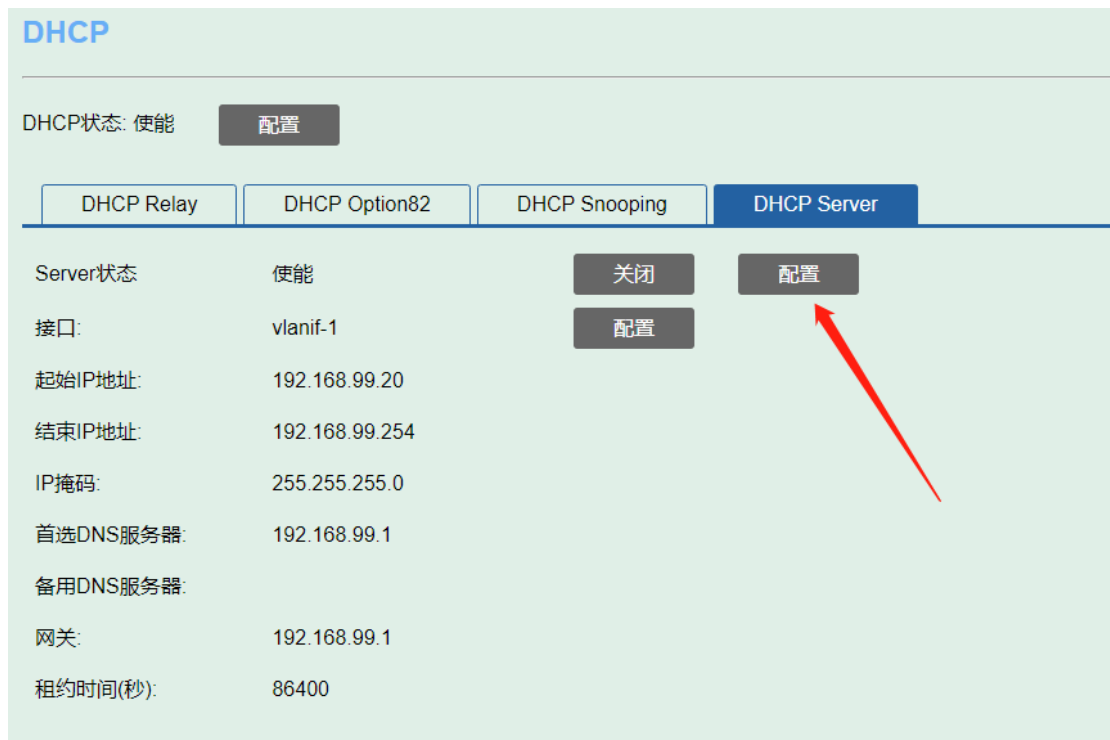 DHCP
DHCP状态: 使能 配置
DHCP Relay DHCP Option82 DHCP Snooping DHCP Server
Server状态 使能 关闭 配置
接口: vlanif-1 配置
起始IP地址: 192.168.99.20
结束IP地址: 192.168.99.254
IP掩码: 255.255.255.0
首选DNS服务器: 192.168.99.1
备用DNS服务器:
网关: 192.168.99.1
租约时间(秒): 86400